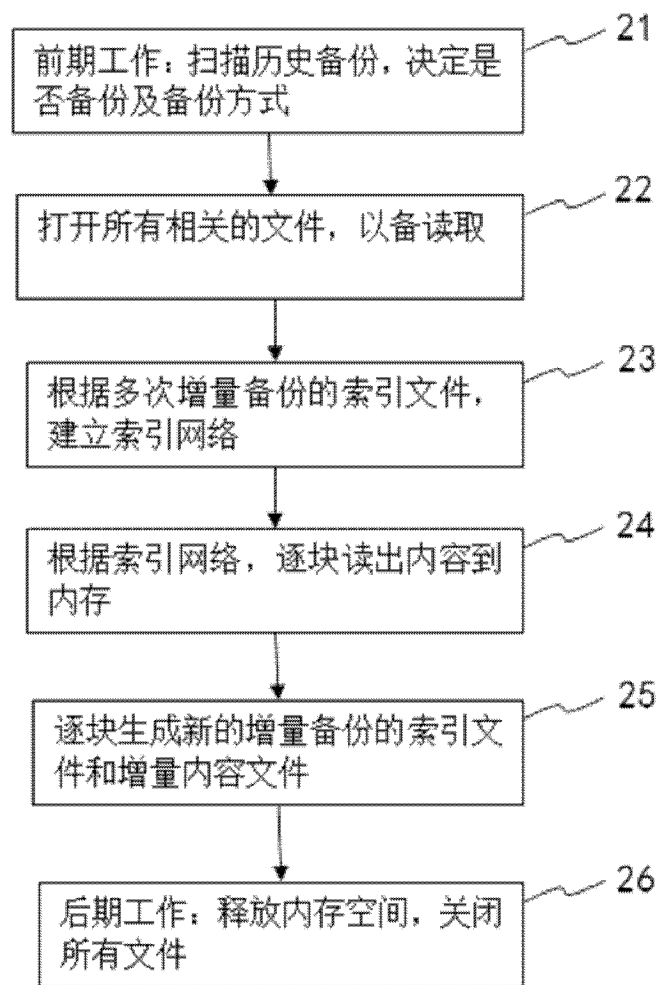 21
前期工作：扫描历史备份，决定是
否备份及备份方式
22
打开所有相关的文件，以备读取
23
根据多次增量备份的索引文件，
建立索引网络
24
根据索引网络，逐块读出内容到
内存
25
逐块生成新的增量备份的索引文
件和增量内容文件
26
后期工作：释放内存空间，关闭
所有文件